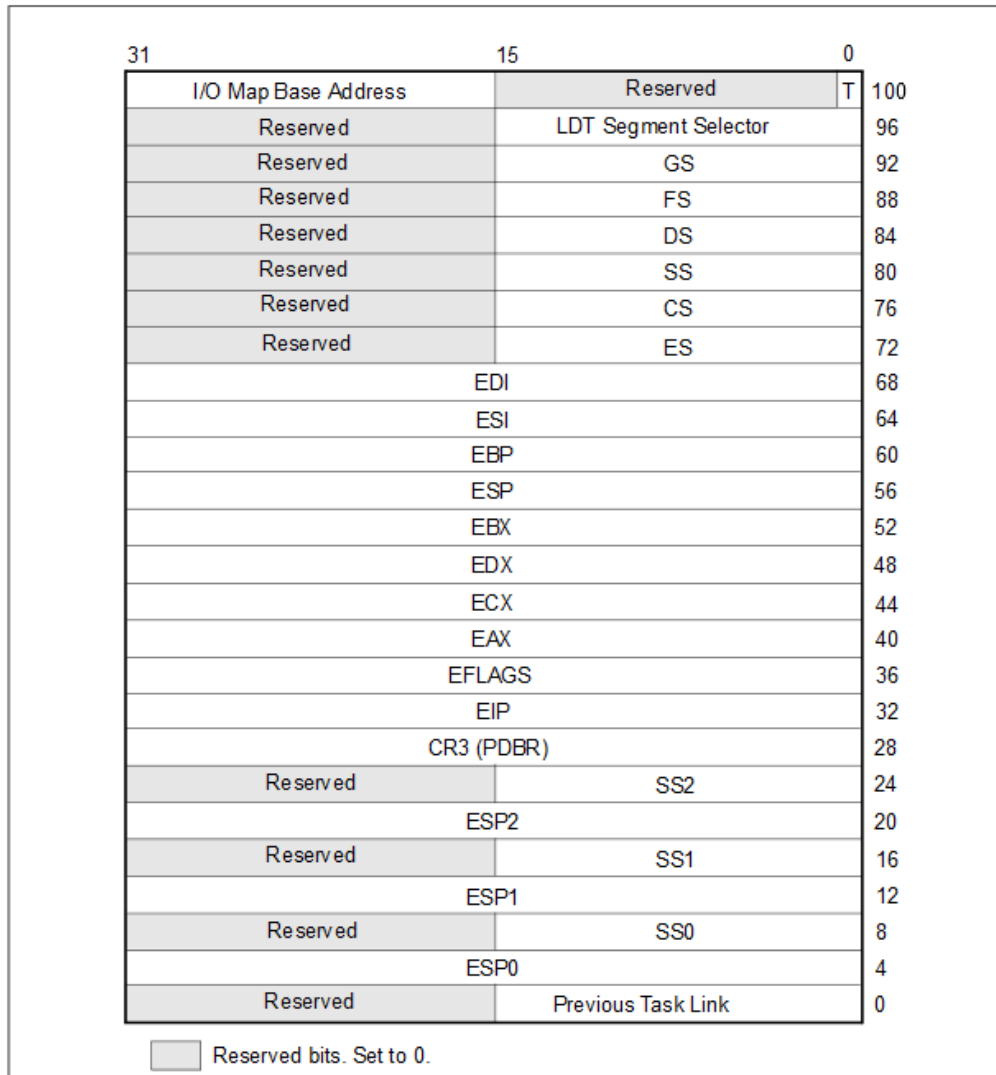 31 15 0
I/O Map Base Address Reserved T 100
Reserved LDT Segment Selector 96
Reserved GS 92
Reserved FS 88
Reserved DS 84
Reserved SS 80
Reserved CS 76
Reserved ES 72
EDI 68
ESI 64
EBP 60
ESP 56
EBX 52
EDX 48
ECX 44
EAX 40
EFLAGS 36
EIP 32
CR3 (PDBR) 28
Reserved SS2 24
ESP2 20
Reserved SS1 16
ESP1 12
Reserved SS0 8
ESP0 4
Reserved Previous Task Link 0
Reserved bits. Set to 0.